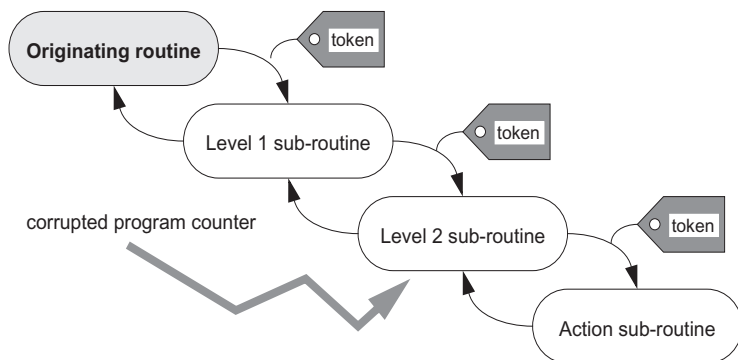 Originating routine
token
Level 1 sub-routine
token
corrupted program counter
Level 2 sub-routine
token
Action sub-routine